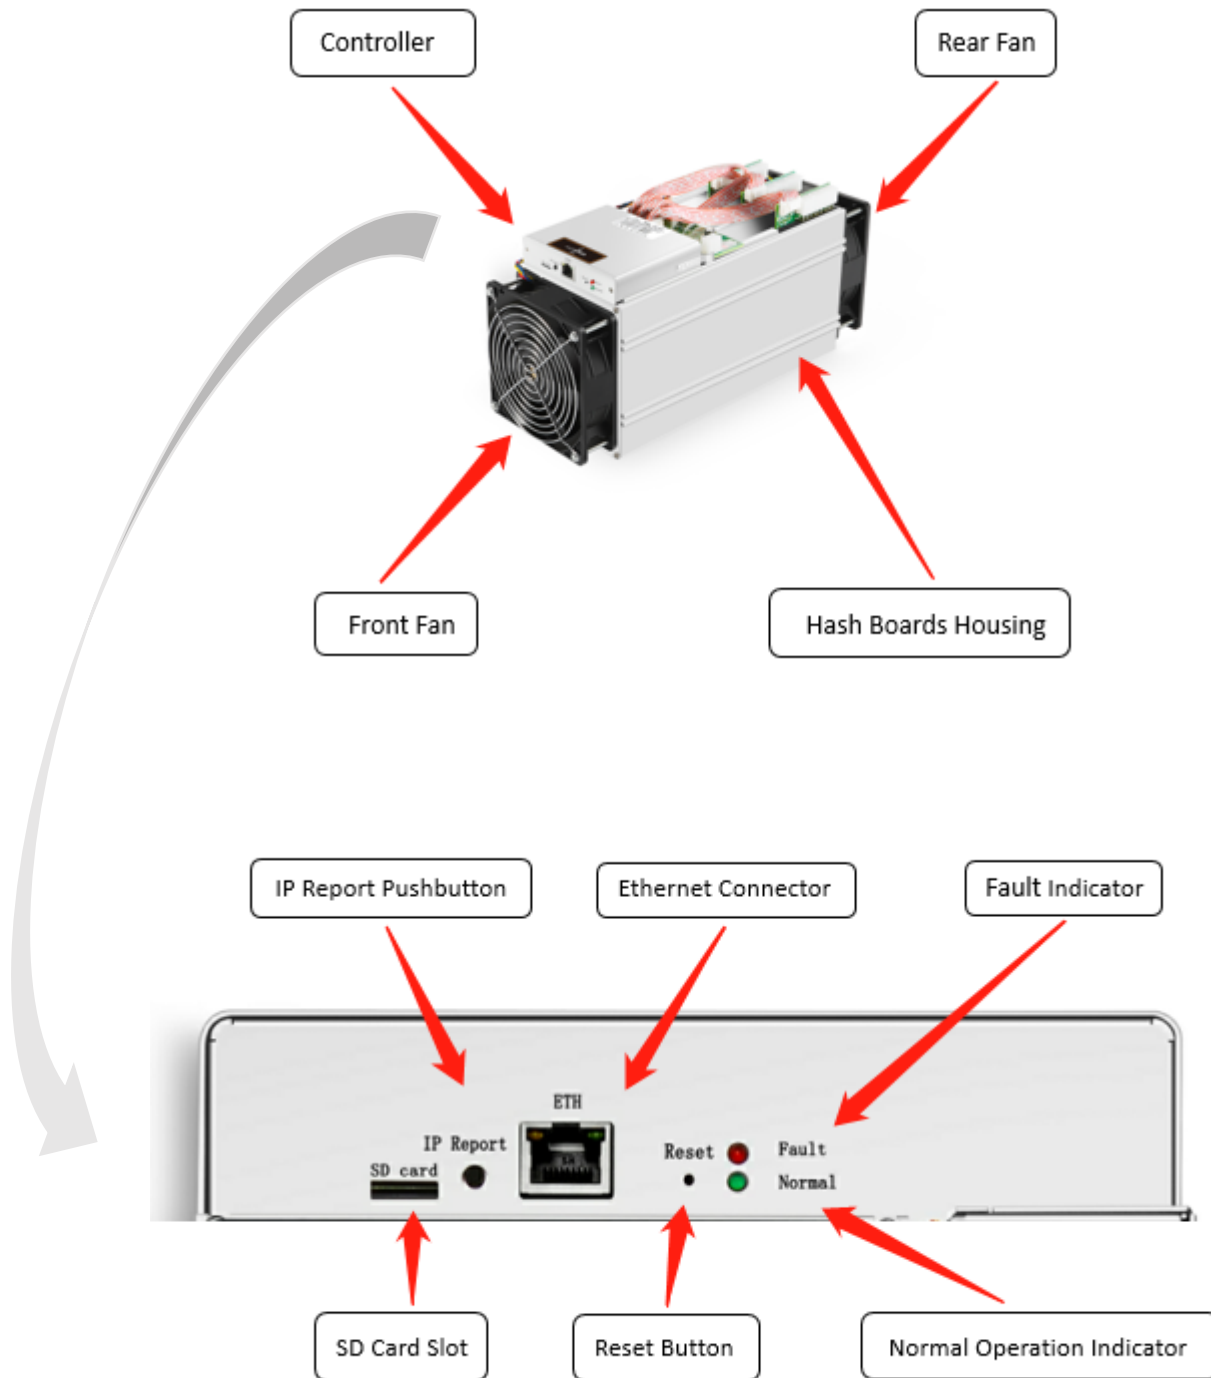 Controller
Rear Fan
Front Fan
Hash Boards Housing
IP Report Pushbutton
Ethernet Connector
Fault Indicator
ETH
IP Report
SD card
Reset
Fault
Normal
SD Card Slot
Reset Button
Normal Operation Indicator